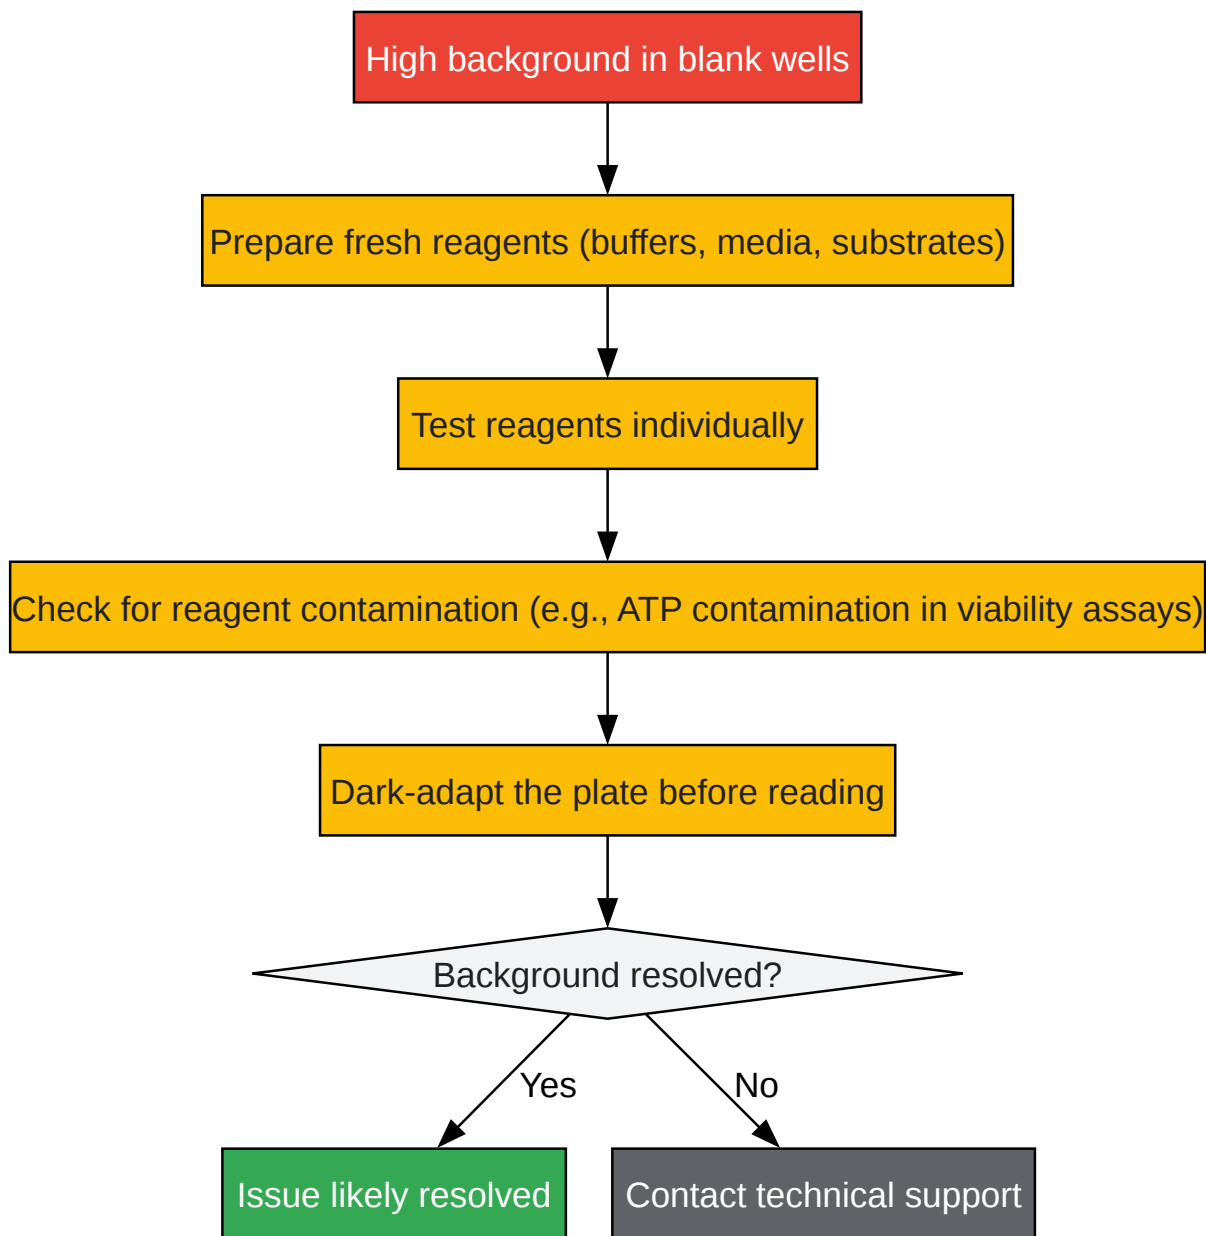 High background in blank wells
Prepare fresh reagents (buffers, media, substrates)
Test reagents individually
Check for reagent contamination (e.g., ATP contamination in viability assays)
Dark-adapt the plate before reading
Background resolved?
Yes
No
Issue likely resolved
Contact technical support